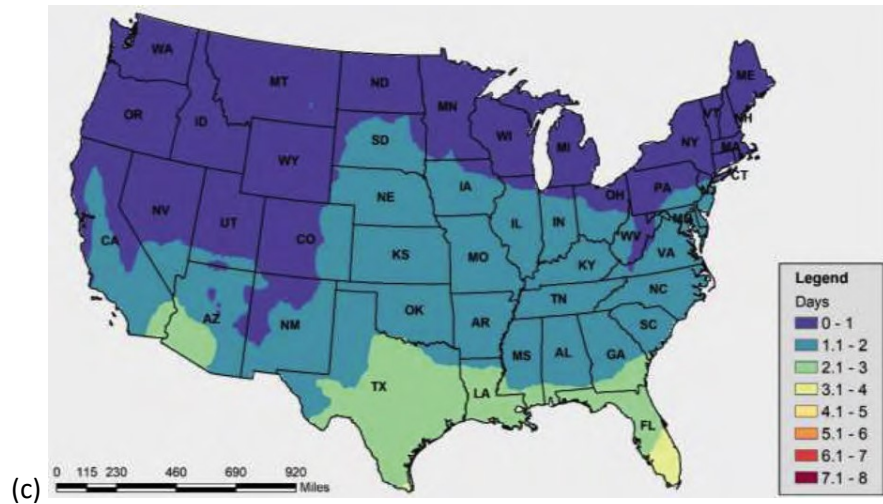 WA
MT
ND
MN
ME
VT
NH
OR
ID
SD
WI
MI
NY
MA
CT
WY
IA
PA
NJ
NE
OH
NV
UT
CO
IL
IN
MD
WV
CA
KS
MO
KY
VA
AZ
NM
OK
AR
TN
NC
SC
MS
AL
GA
TX
LA
FL
Legend
Days
0 - 1
1.1 - 2
2.1 - 3
3.1 - 4
4.1 - 5
5.1 - 6
6.1 - 7
7.1 - 8
0 115 230 460 690 920
Miles
(c)